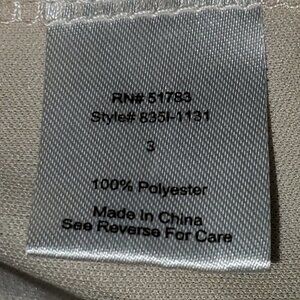 RN# 51783
Style# 835I-1131
3
100% Polyester
Made In China
See Reverse For Care